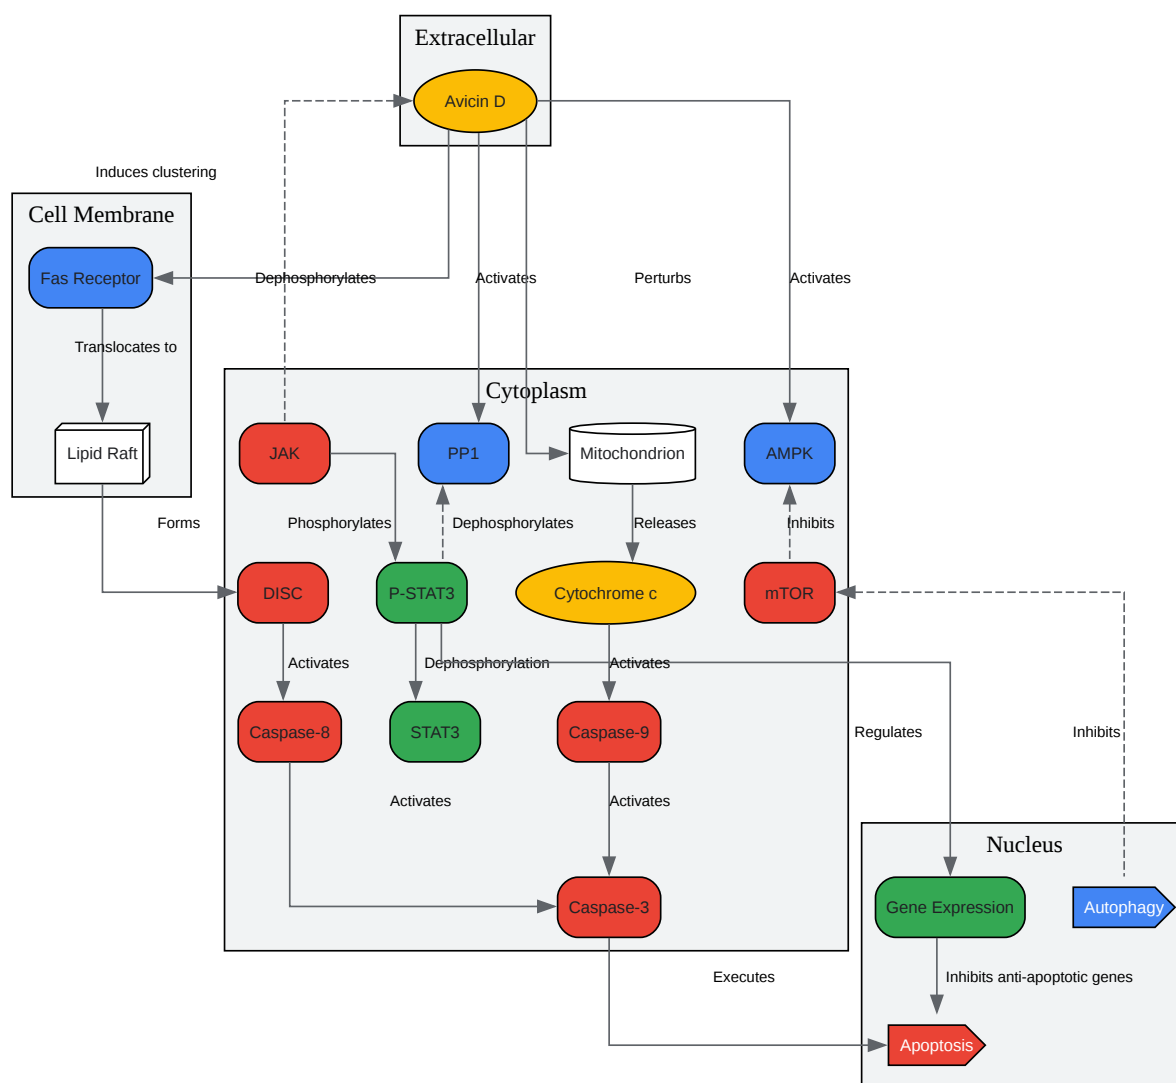 Extracellular
Avicin D
Induces clustering
Cell Membrane
Fas Receptor
Dephosphorylates
Activates
Perturbs
Activates
Translocates to
Cytoplasm
Lipid Raft
JAK
PP1
Mitochondrion
AMPK
Forms
Phosphorylates
Dephosphorylates
Releases
Inhibits
DISC
P-STAT3
Cytochrome c
mTOR
Activates
Dephosphorylation
Activates
Caspase-8
STAT3
Caspase-9
Regulates
Inhibits
Activates
Activates
Nucleus
Caspase-3
Gene Expression
Autophagy
Executes
Inhibits anti-apoptotic genes
Apoptosis